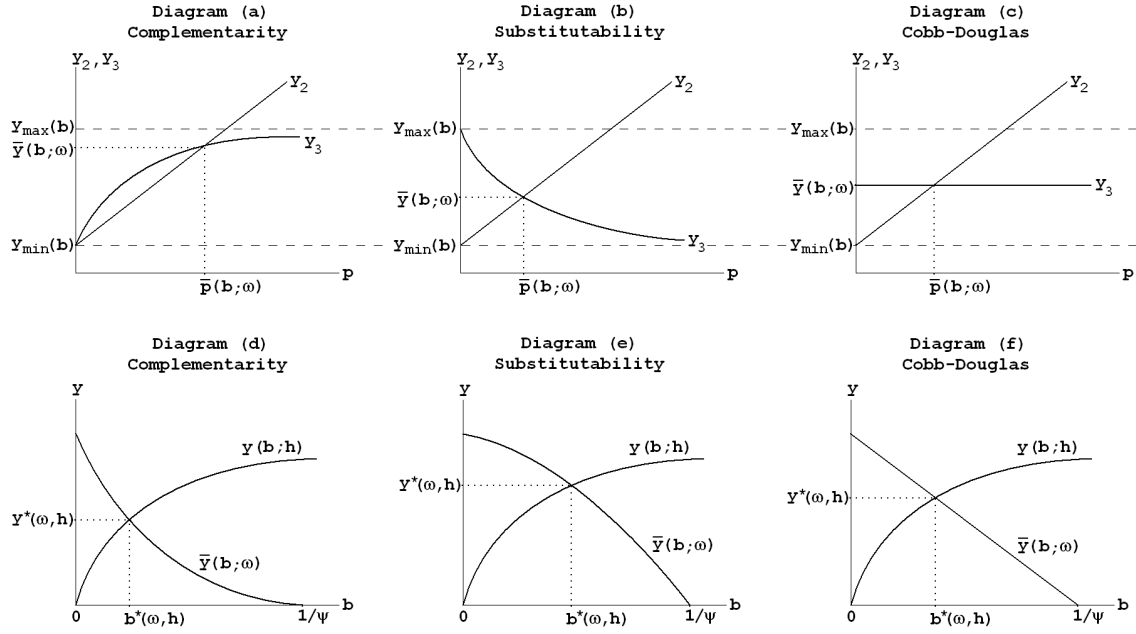 Diagram (a)
Complementarity
Y₂,Y₃
Y₂
Yₘₐₓ(b)
ȳ(b;ω)
Y₃
Yₘᵢₙ(b)
p
p̄(b;ω)
Diagram (b)
Substitutability
Y₂,Y₃
Y₂
Yₘₐₓ(b)
ȳ(b;ω)
Yₘᵢₙ(b)
Y₃
p
p̄(b;ω)
Diagram (c)
Cobb-Douglas
Y₂,Y₃
Y₂
Yₘₐₓ(b)
ȳ(b;ω)
Y₃
Yₘᵢₙ(b)
p
p̄(b;ω)
Diagram (d)
Complementarity
y
y(b;h)
y*(ω,h)
ȳ(b;ω)
b
0
b*(ω,h)
1/ψ
Diagram (e)
Substitutability
y
y(b;h)
y*(ω,h)
ȳ(b;ω)
b
0
b*(ω,h)
1/ψ
Diagram (f)
Cobb-Douglas
y
y(b;h)
y*(ω,h)
ȳ(b;ω)
b
0
b*(ω,h)
1/ψ